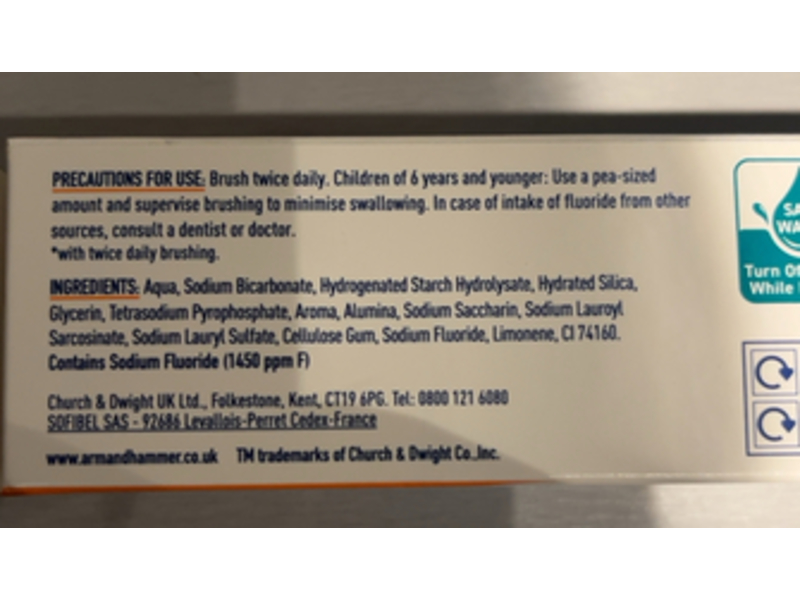 PRECAUTIONS FOR USE: Brush twice daily. Children of 6 years and younger: Use a pea-sized
amount and supervise brushing to minimise swallowing. In case of intake of fluoride from other
sources, consult a dentist or doctor.
*with twice daily brushing.
INGREDIENTS: Aqua, Sodium Bicarbonate, Hydrogenated Starch Hydrolysate, Hydrated Silica,
Glycerin, Tetrasodium Pyrophosphate, Aroma, Alumina, Sodium Saccharin, Sodium Lauroyl
Sarcosinate, Sodium Lauryl Sulfate, Cellulose Gum, Sodium Fluoride, Limonene, CI 74160.
Contains Sodium Fluoride (1450 ppm F)
Church & Dwight UK Ltd., Folkestone, Kent, CT19 6PG. Tel: 0800 121 6080
SOFIBEL SAS - 92686 Levallois-Perret Cedex-France
www.armandhammer.co.uk TM trademarks of Church & Dwight Co.,Inc.
SA
WA
Turn Of
While